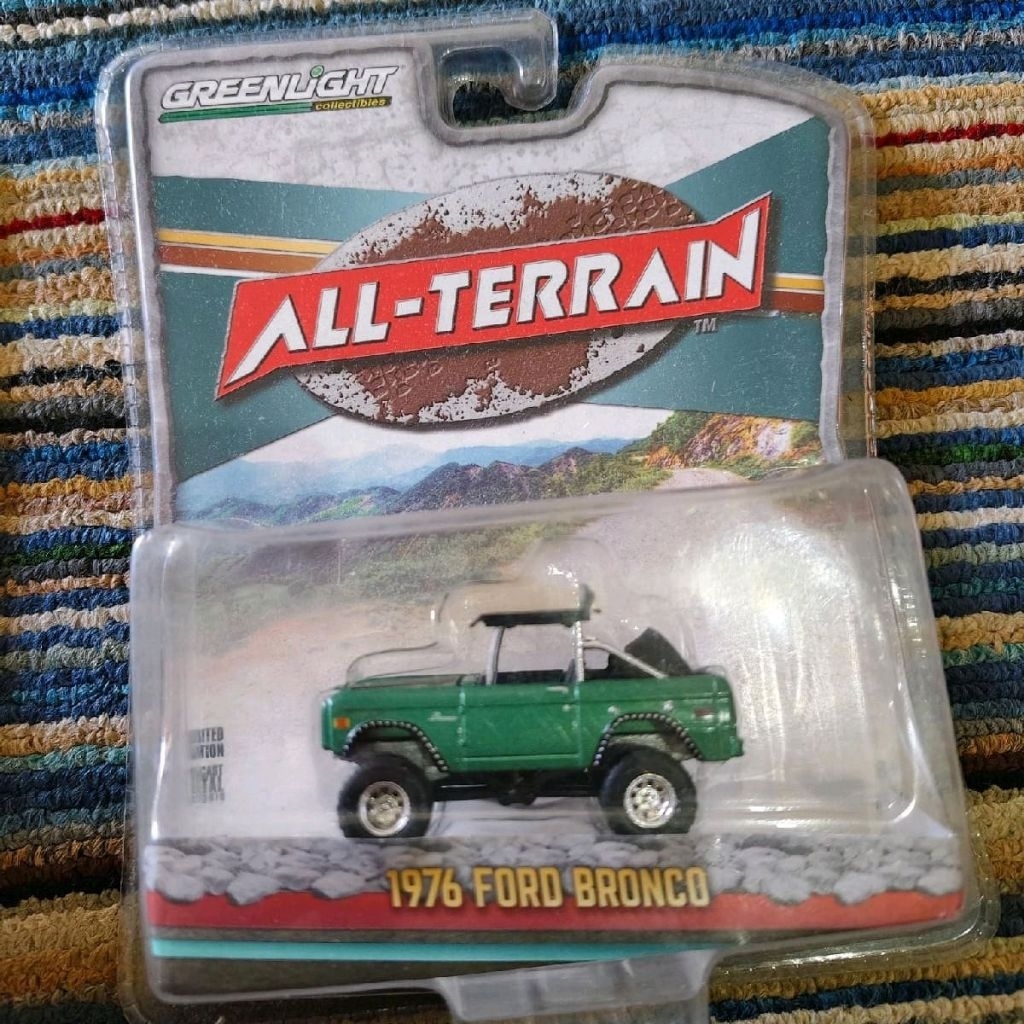 GREENLIGHT
collectibles
ALL-TERRAIN
TM
1976 FORD BRONCO